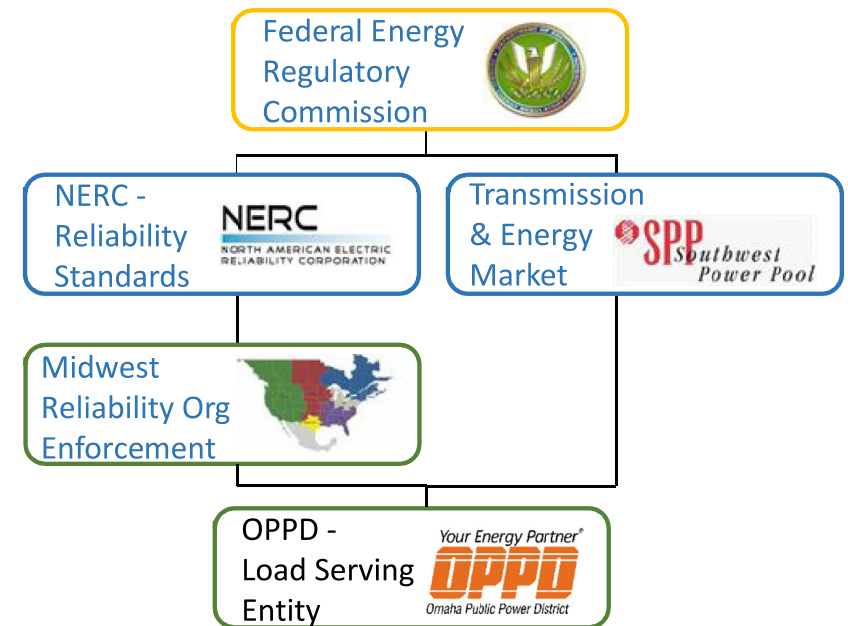 Federal Energy
Regulatory
Commission
NERC -
Reliability
Standards
NERC
NORTH AMERICAN ELECTRIC
RELIABILITY CORPORATION
Transmission
& Energy
Market
SPP
Southwest
Power Pool
Midwest
Reliability Org
Enforcement
OPPD -
Load Serving
Entity
Your Energy Partner®
OPPD
Omaha Public Power District